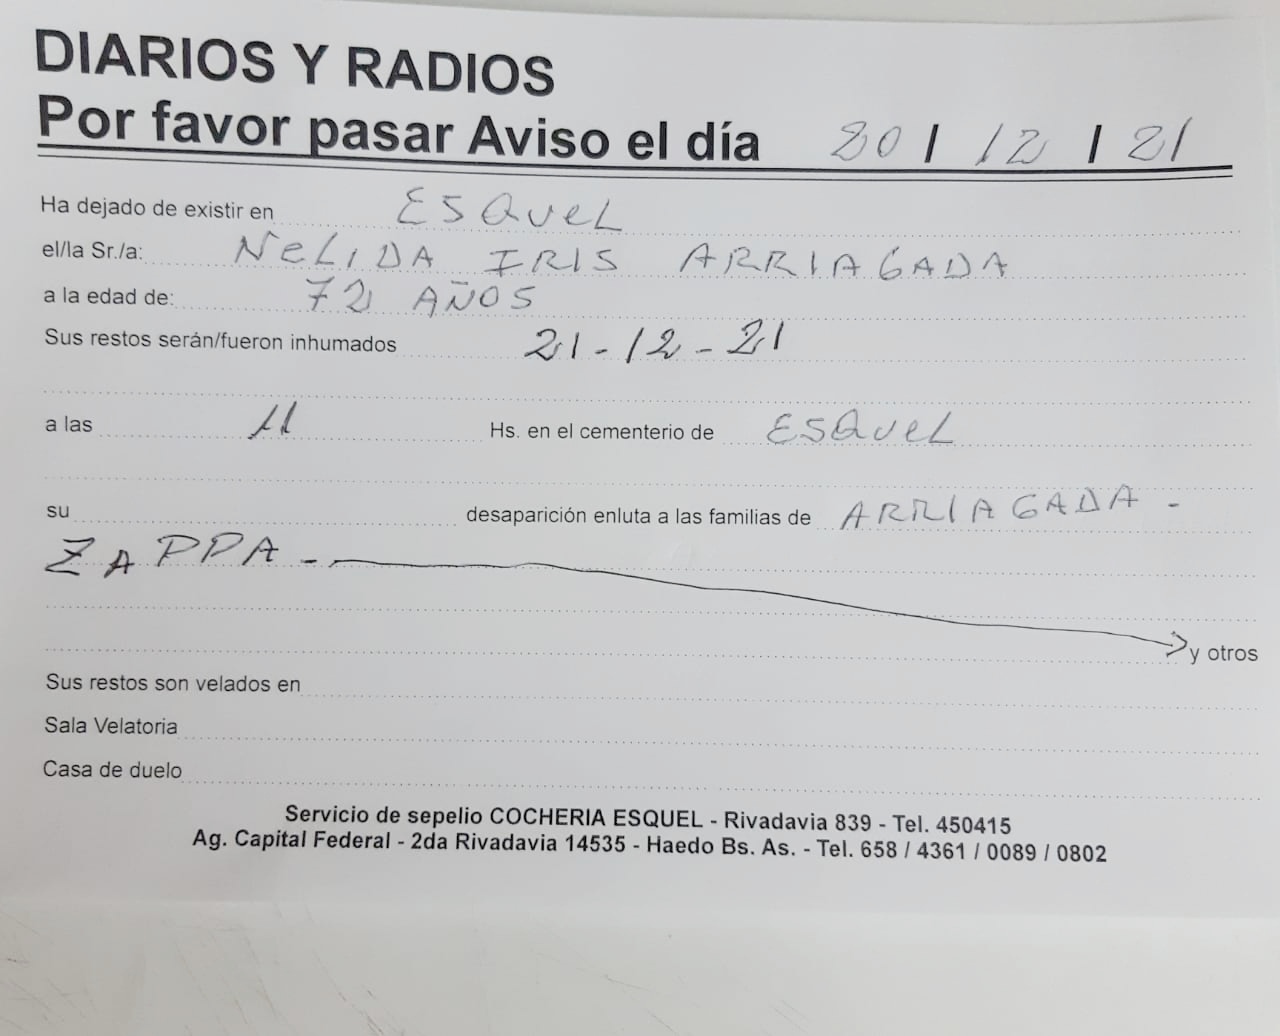 DIARIOS Y RADIOS
Por favor pasar Aviso el día 20 / 12 / 21
Ha dejado de existir en ESQUEL
el/la Sr./a: NELIDA IRIS ARRIAGADA
a la edad de: 72 AÑOS
Sus restos serán/fueron inhumados 21-12-21
a las 11 Hs. en el cementerio de ESQUEL
su desaparición enluta a las familias de ARRIAGADA -
ZAPPA -
y otros
Sus restos son velados en
Sala Velatoria
Casa de duelo
Servicio de sepelio COCHERIA ESQUEL - Rivadavia 839 - Tel. 450415
Ag. Capital Federal - 2da Rivadavia 14535 - Haedo Bs. As. - Tel. 658 / 4361 / 0089 / 0802